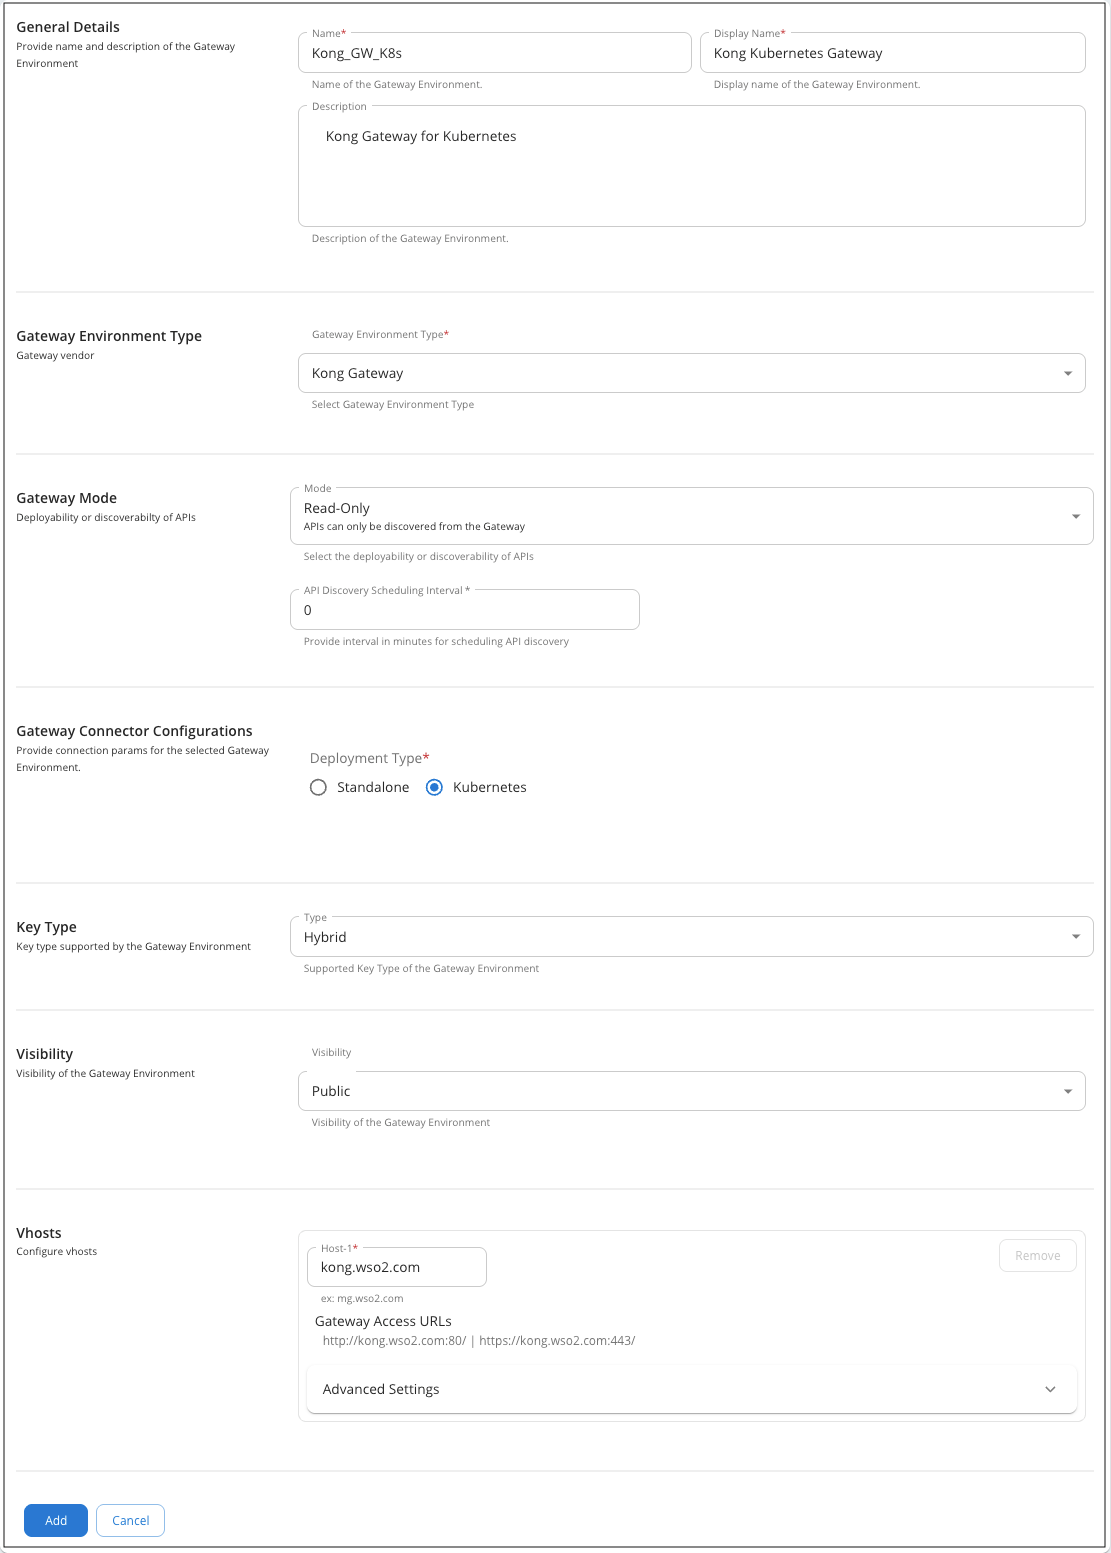 General Details
Provide name and description of the Gateway
Environment
Name*
Kong_GW_K8s
Name of the Gateway Environment.
Display Name*
Kong Kubernetes Gateway
Display name of the Gateway Environment.
Description
Kong Gateway for Kubernetes
Description of the Gateway Environment.
Gateway Environment Type
Gateway vendor
Gateway Environment Type*
Kong Gateway
Select Gateway Environment Type
Gateway Mode
Deployability or discoverabilty of APIs
Mode
Read-Only
APIs can only be discovered from the Gateway
Select the deployability or discoverability of APIs
API Discovery Scheduling Interval *
0
Provide interval in minutes for scheduling API discovery
Gateway Connector Configurations
Provide connection params for the selected Gateway
Environment.
Deployment Type*
Standalone Kubernetes
Key Type
Key type supported by the Gateway Environment
Type
Hybrid
Supported Key Type of the Gateway Environment
Visibility
Visibility of the Gateway Environment
Visibility
Public
Visibility of the Gateway Environment
Vhosts
Configure vhosts
Host-1*
kong.wso2.com
ex: mg.wso2.com
Remove
Gateway Access URLs
http://kong.wso2.com:80/ | https://kong.wso2.com:443/
Advanced Settings
Add Cancel